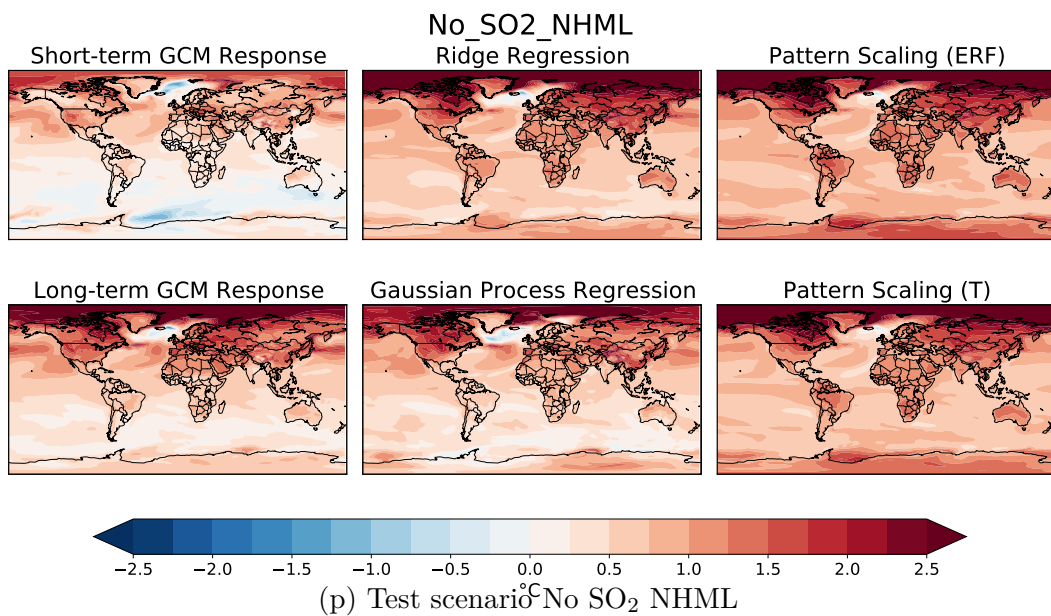 No_SO2_NHML
Short-term GCM Response
Ridge Regression
Pattern Scaling (ERF)
Long-term GCM Response
Gaussian Process Regression
Pattern Scaling (T)
−2.5 −2.0 −1.5 −1.0 −0.5 0.0 0.5 1.0 1.5 2.0 2.5
°C
(p) Test scenario No SO₂ NHML